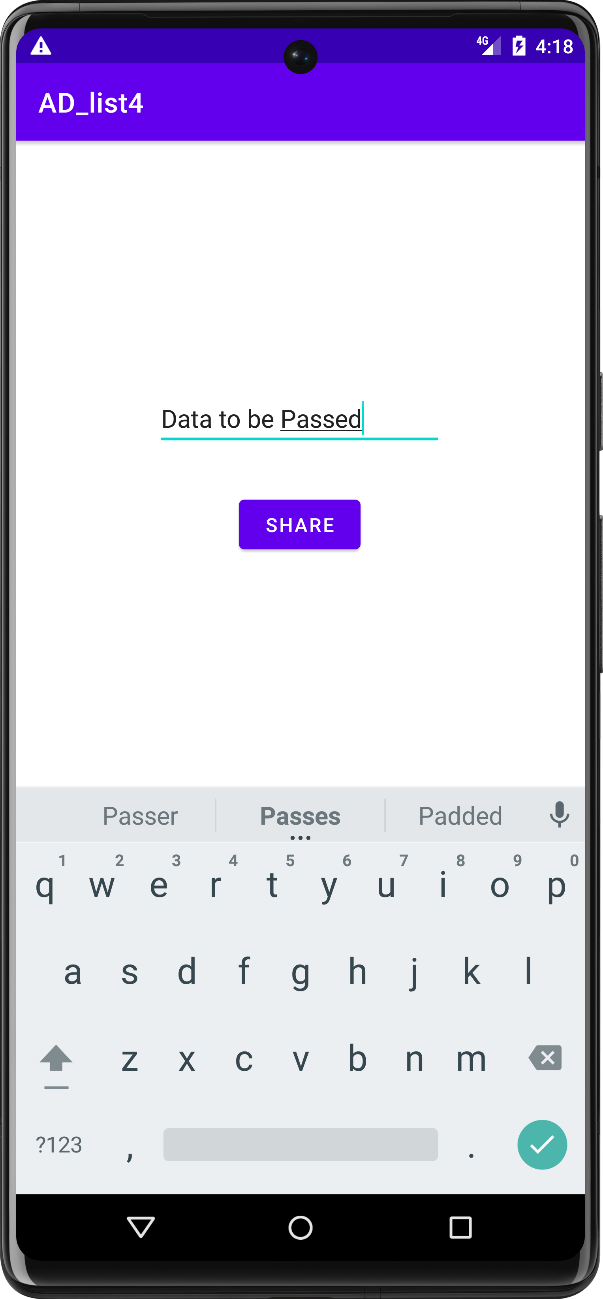 4G 4:18
AD_list4
Data to be Passed
SHARE
Passer Passes Padded
1 2 3 4 5 6 7 8 9 0
q w e r t y u i o p
a s d f g h j k l
z x c v b n m
?123 , .